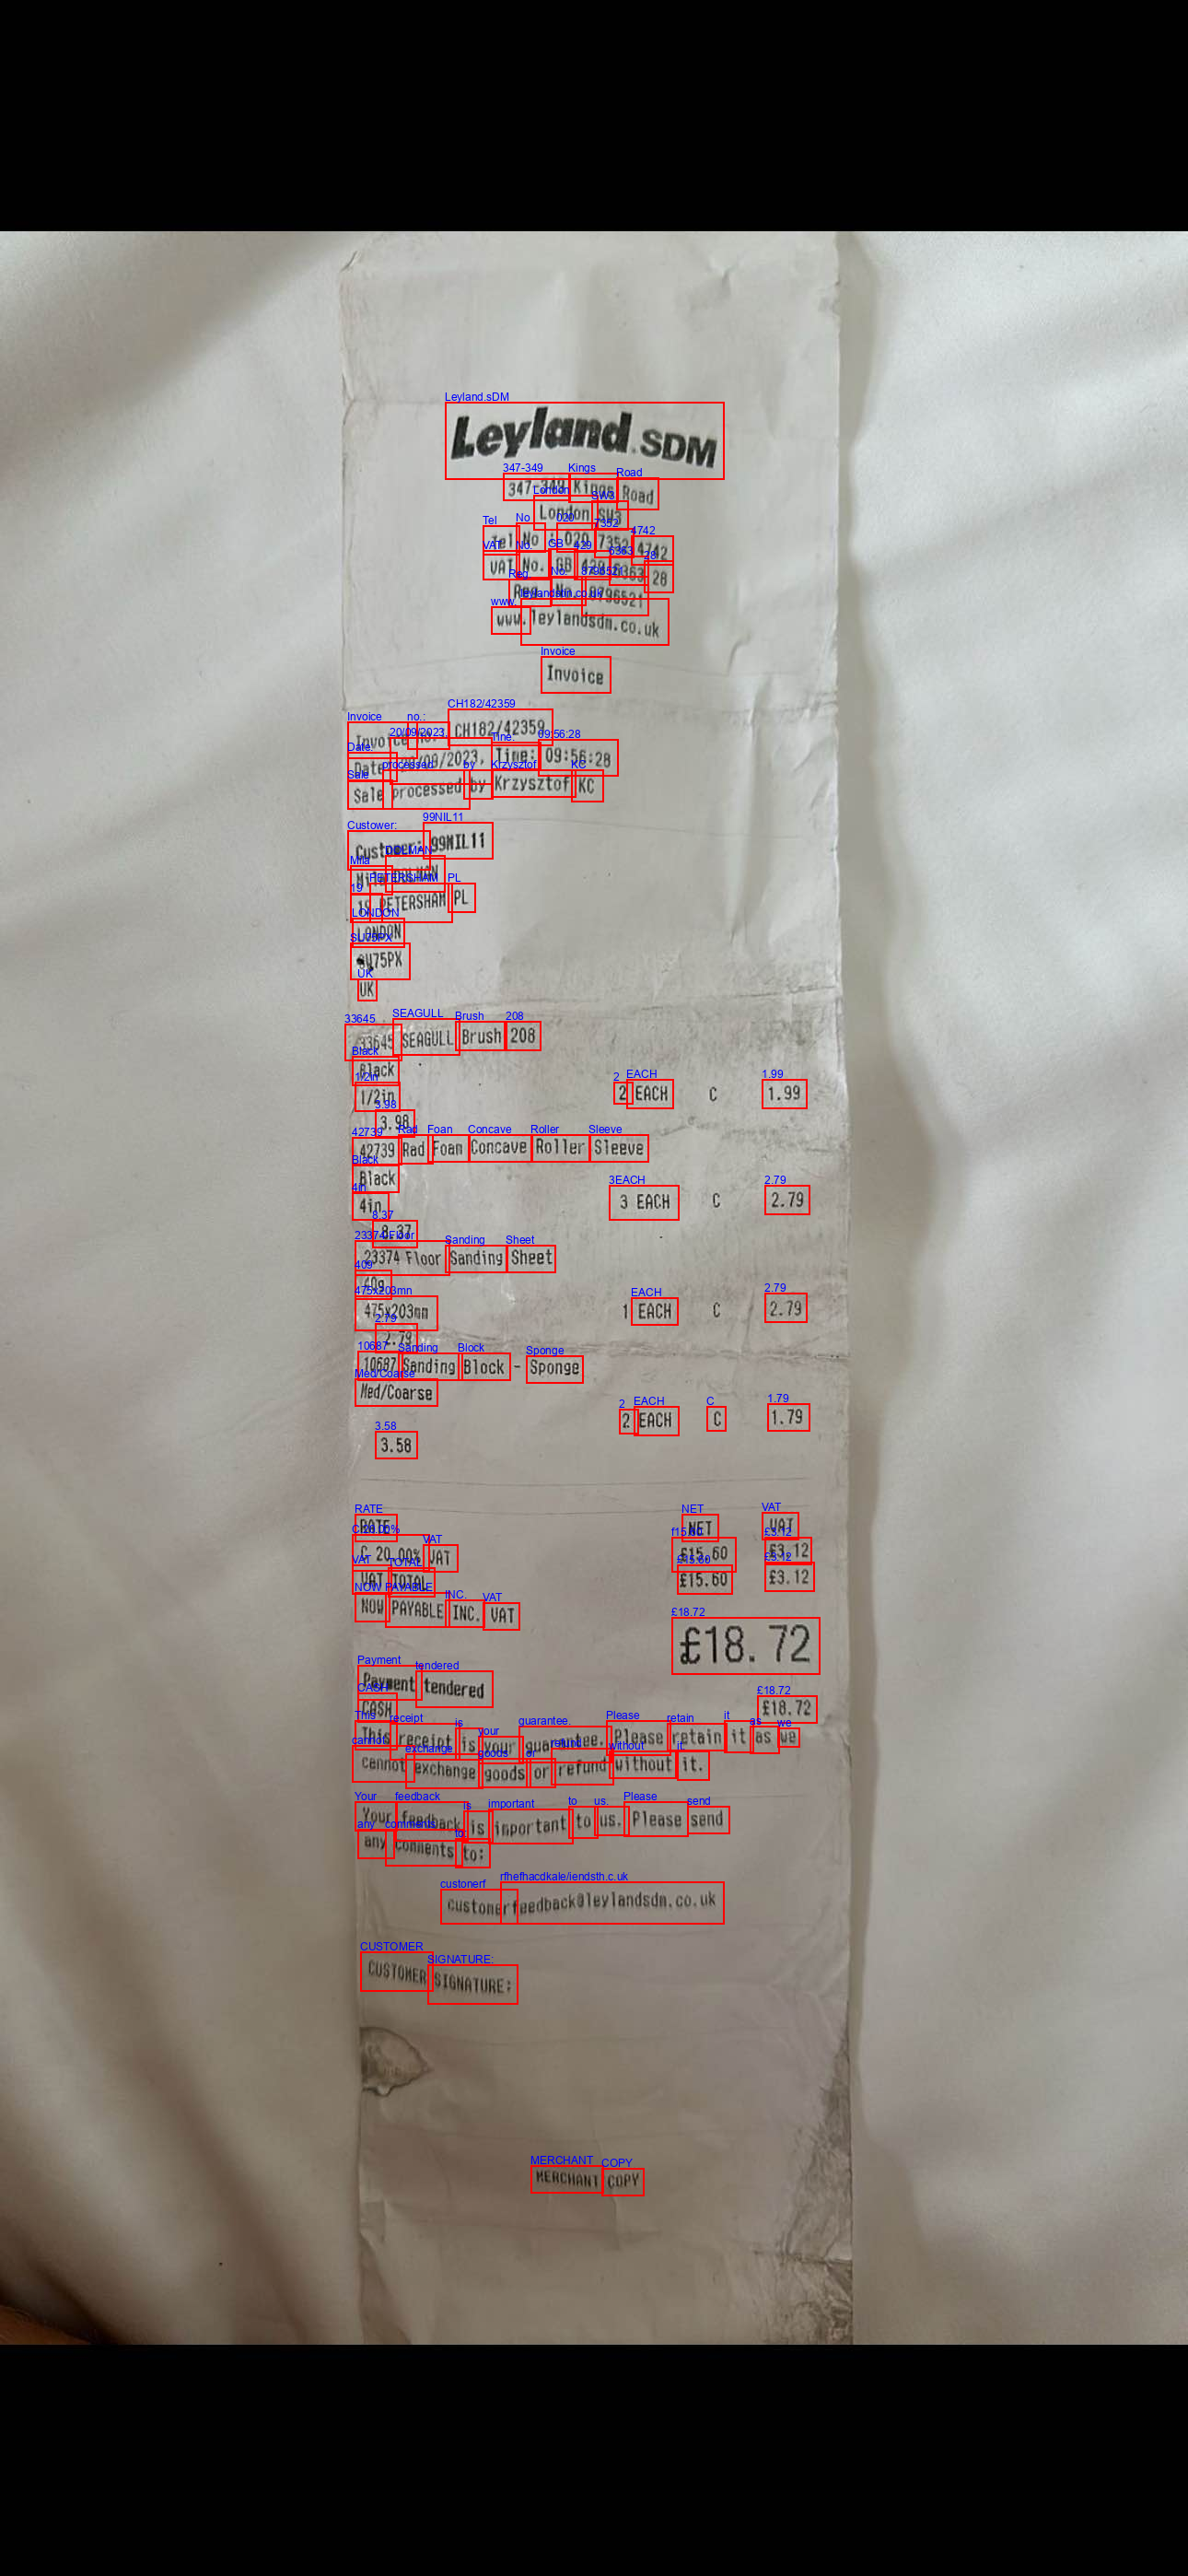 Leyland.SDM
347-349 Kings Road
London SW3
Tel No : 020 7352 4742
VAT No. GB 429 6363 28
Reg No. 8796521
www.leylandsdm.co.uk
Invoice
Invoice no.: CH182/42359
Date: 20/09/2023, Time: 09:56:28
Sale processed by Krzysztof KC
Customer: 99NIL11
DOLMAN
19 PETERSHAM PL
LONDON
SW75PX
UK
33645 SEAGULL Brush 208
Black
1/2in 2 EACH C 1.99
3.98
42739 Rad Foam Concave Roller Sleeve
Black
4in 3 EACH C 2.79
8.37
23374 Floor Sanding Sheet
40g
475x203mm 1 EACH C 2.79
2.79
10687 Sanding Block - Sponge
Med/Coarse
2 EACH C 1.79
3.58
RATE NET VAT
C 20.00% VAT £15.60 £3.12
VAT TOTAL £15.60 £3.12
NOW PAYABLE INC. VAT £18.72
Payment tendered
CASH £18.72
This receipt is your guarantee. Please retain it as we
cannot exchange goods or refund without it.
Your feedback is important to us. Please send
any comments to:
customerfeedback@leylandsdm.co.uk
CUSTOMER SIGNATURE:
MERCHANT COPY